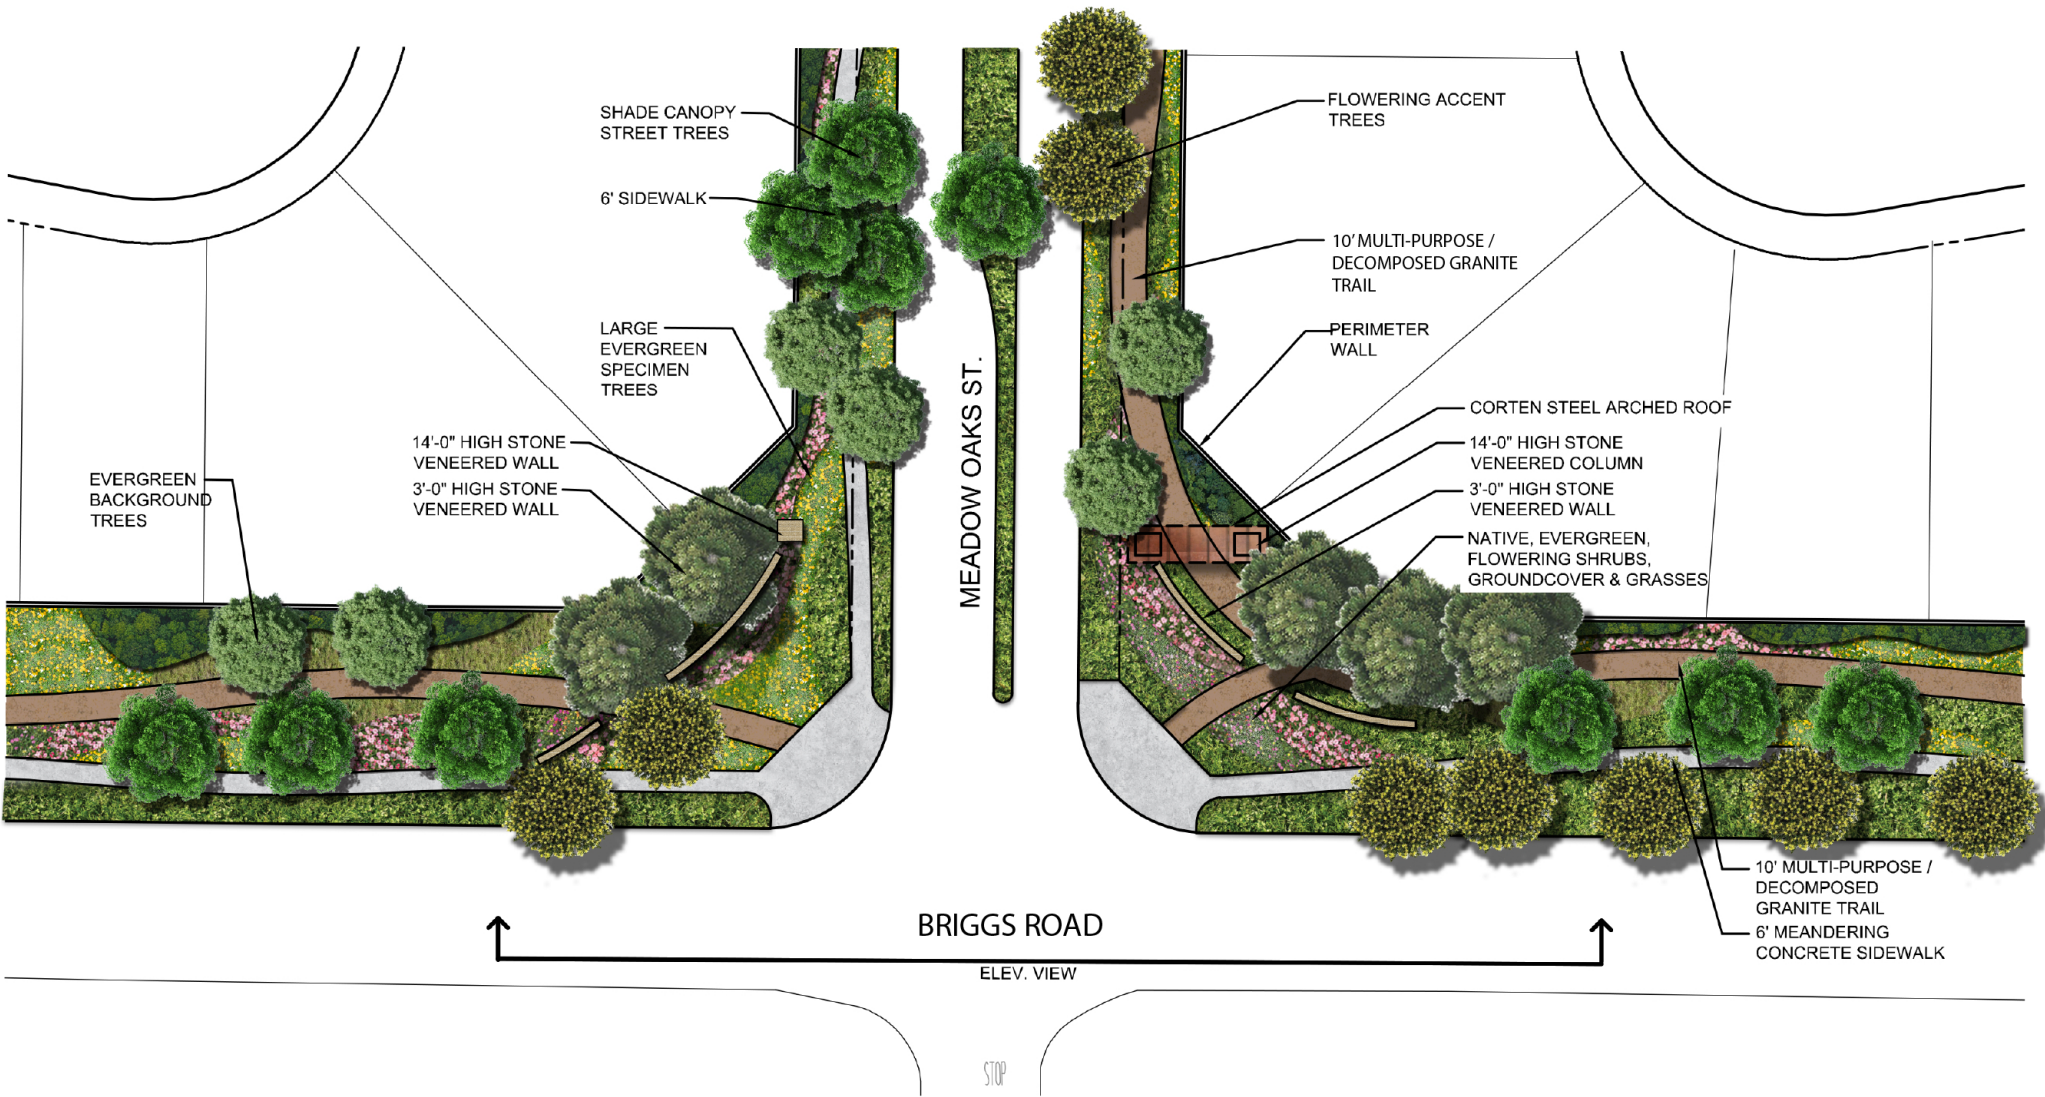 SHADE CANOPY
STREET TREES
6' SIDEWALK
LARGE
EVERGREEN
SPECIMEN
TREES
14'-0" HIGH STONE
VENEERED WALL
3'-0" HIGH STONE
VENEERED WALL
EVERGREEN
BACKGROUND
TREES
MEADOW OAKS ST.
FLOWERING ACCENT
TREES
10' MULTI-PURPOSE /
DECOMPOSED GRANITE
TRAIL
PERIMETER
WALL
CORTEN STEEL ARCHED ROOF
14'-0" HIGH STONE
VENEERED COLUMN
3'-0" HIGH STONE
VENEERED WALL
NATIVE, EVERGREEN,
FLOWERING SHRUBS,
GROUNDCOVER & GRASSES
10' MULTI-PURPOSE /
DECOMPOSED
GRANITE TRAIL
6' MEANDERING
CONCRETE SIDEWALK
BRIGGS ROAD
ELEV. VIEW
STOP